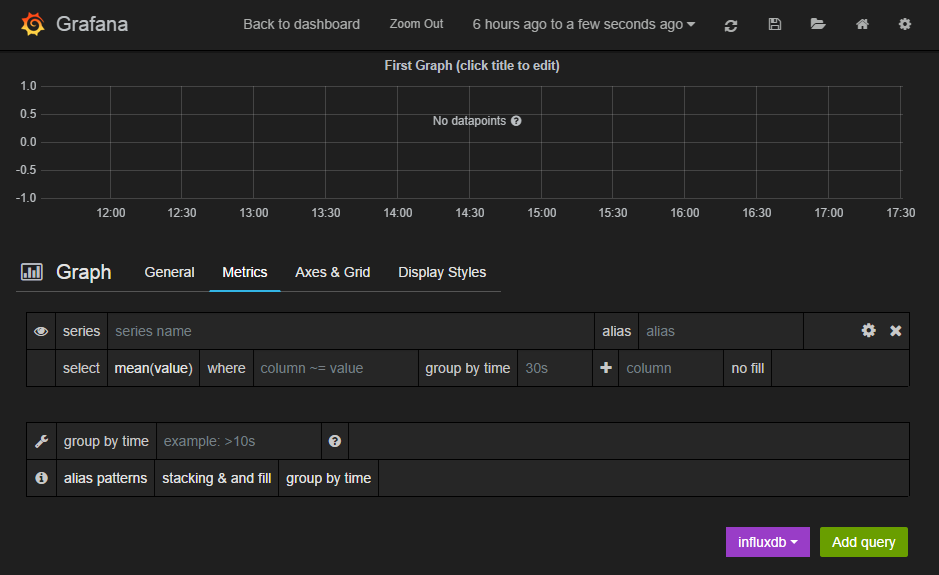 Grafana Back to dashboard Zoom Out 6 hours ago to a few seconds ago
First Graph (click title to edit)
1.0
0.5
No datapoints ?
0.0
-0.5
-1.0
12:00 12:30 13:00 13:30 14:00 14:30 15:00 15:30 16:00 16:30 17:00 17:30
Graph General Metrics Axes & Grid Display Styles
series series name alias alias
select mean(value) where column ~= value group by time 30s + column no fill
group by time example: >10s ?
alias patterns stacking & and fill group by time
influxdb Add query